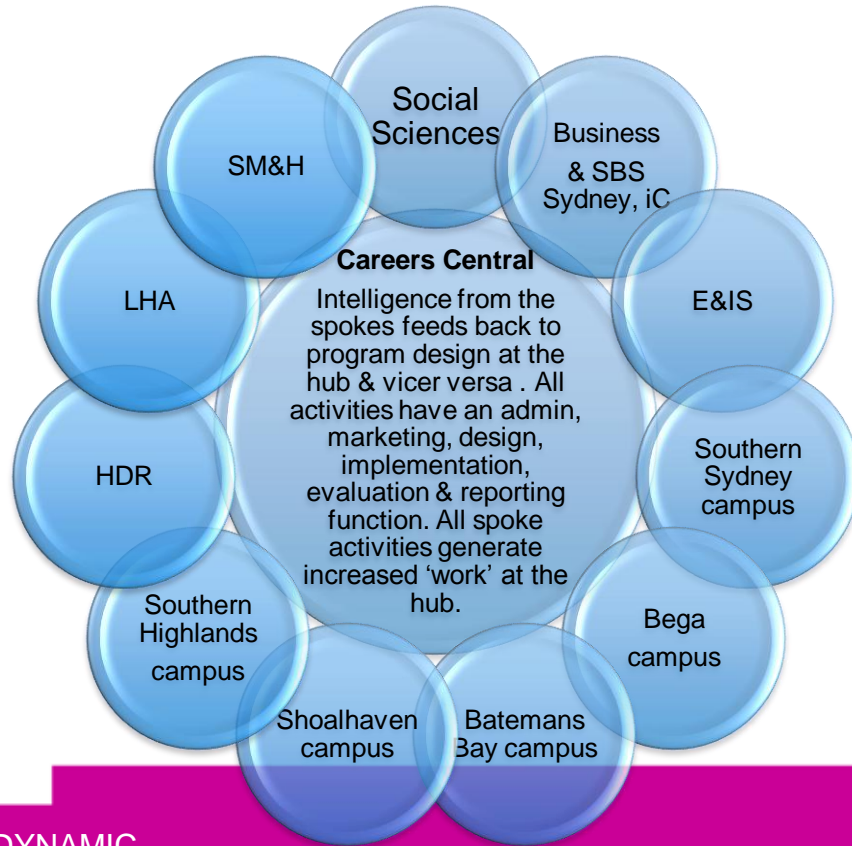 Social
Sciences
Business
& SBS
Sydney, iC
E&IS
Southern
Sydney
campus
Bega
campus
Batemans
Bay campus
Shoalhaven
campus
Southern
Highlands
campus
HDR
LHA
SM&H
Careers Central
Intelligence from the
spokes feeds back to
program design at the
hub & vicer versa . All
activities have an admin,
marketing, design,
implementation,
evaluation & reporting
function. All spoke
activities generate
increased ‘work’ at the
hub.
DYNAMIC